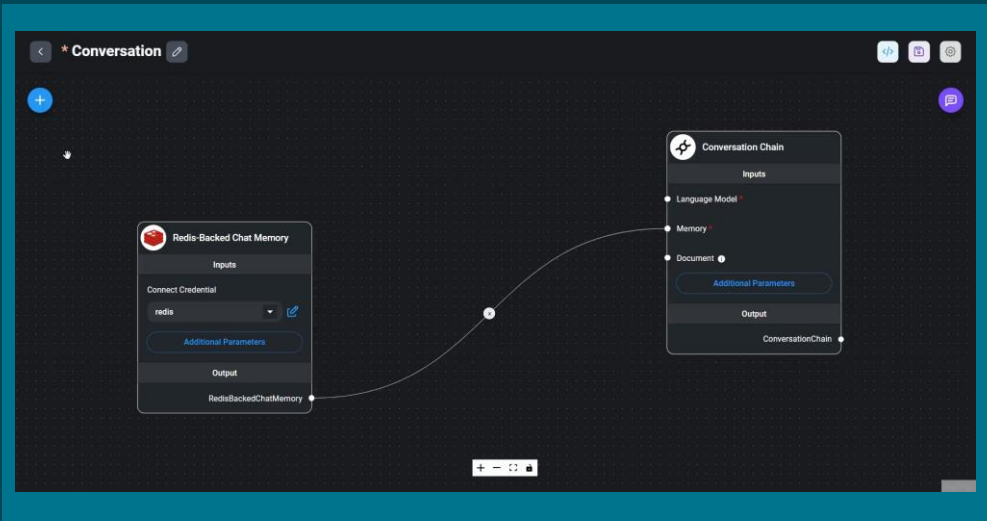 * Conversation
Redis-Backed Chat Memory
Inputs
Connect Credential
redis
Additional Parameters
Output
RedisBackedChatMemory
Conversation Chain
Inputs
Language Model *
Memory *
Document
Additional Parameters
Output
ConversationChain